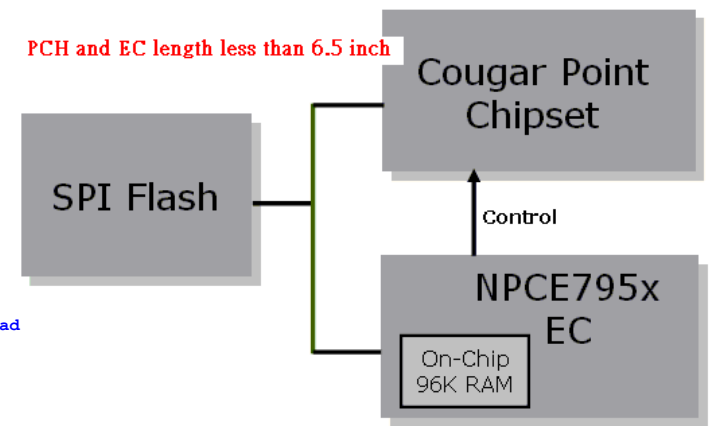 PCH and EC length less than 6.5 inch
Cougar Point
Chipset
SPI Flash
Control
NPCE795x
EC
ad
On-Chip
96K RAM